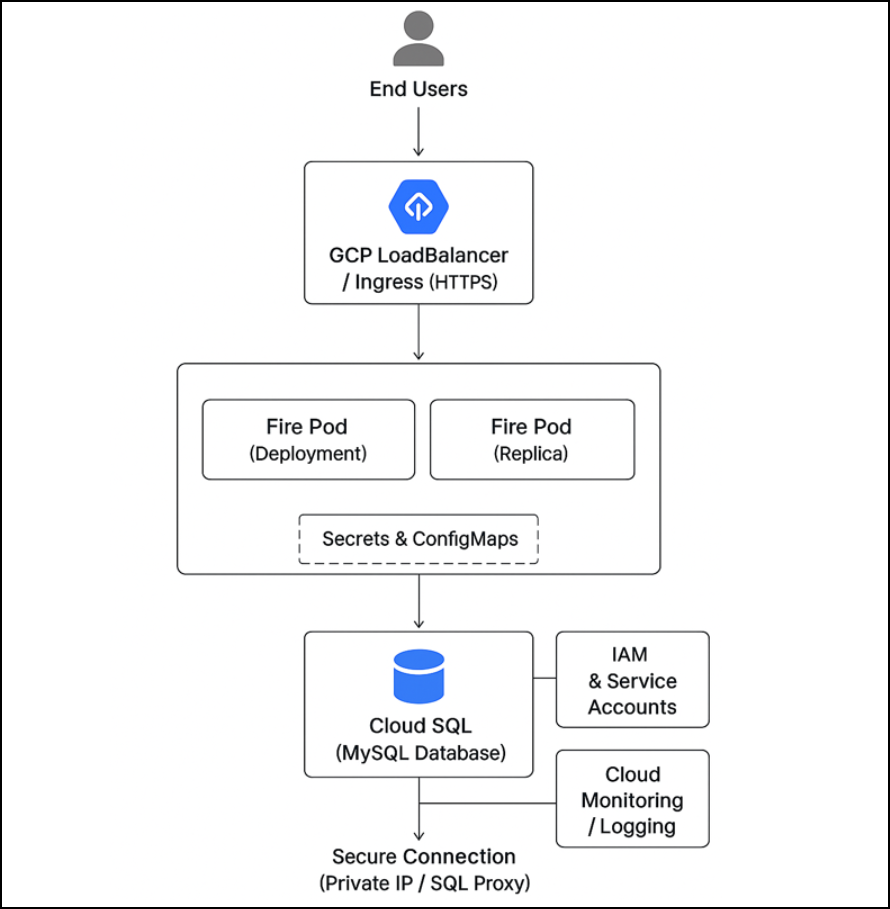 End Users
GCP LoadBalancer
/ Ingress (HTTPS)
Fire Pod
(Deployment)
Fire Pod
(Replica)
Secrets & ConfigMaps
Cloud SQL
(MySQL Database)
IAM
& Service
Accounts
Cloud
Monitoring
/ Logging
Secure Connection
(Private IP / SQL Proxy)